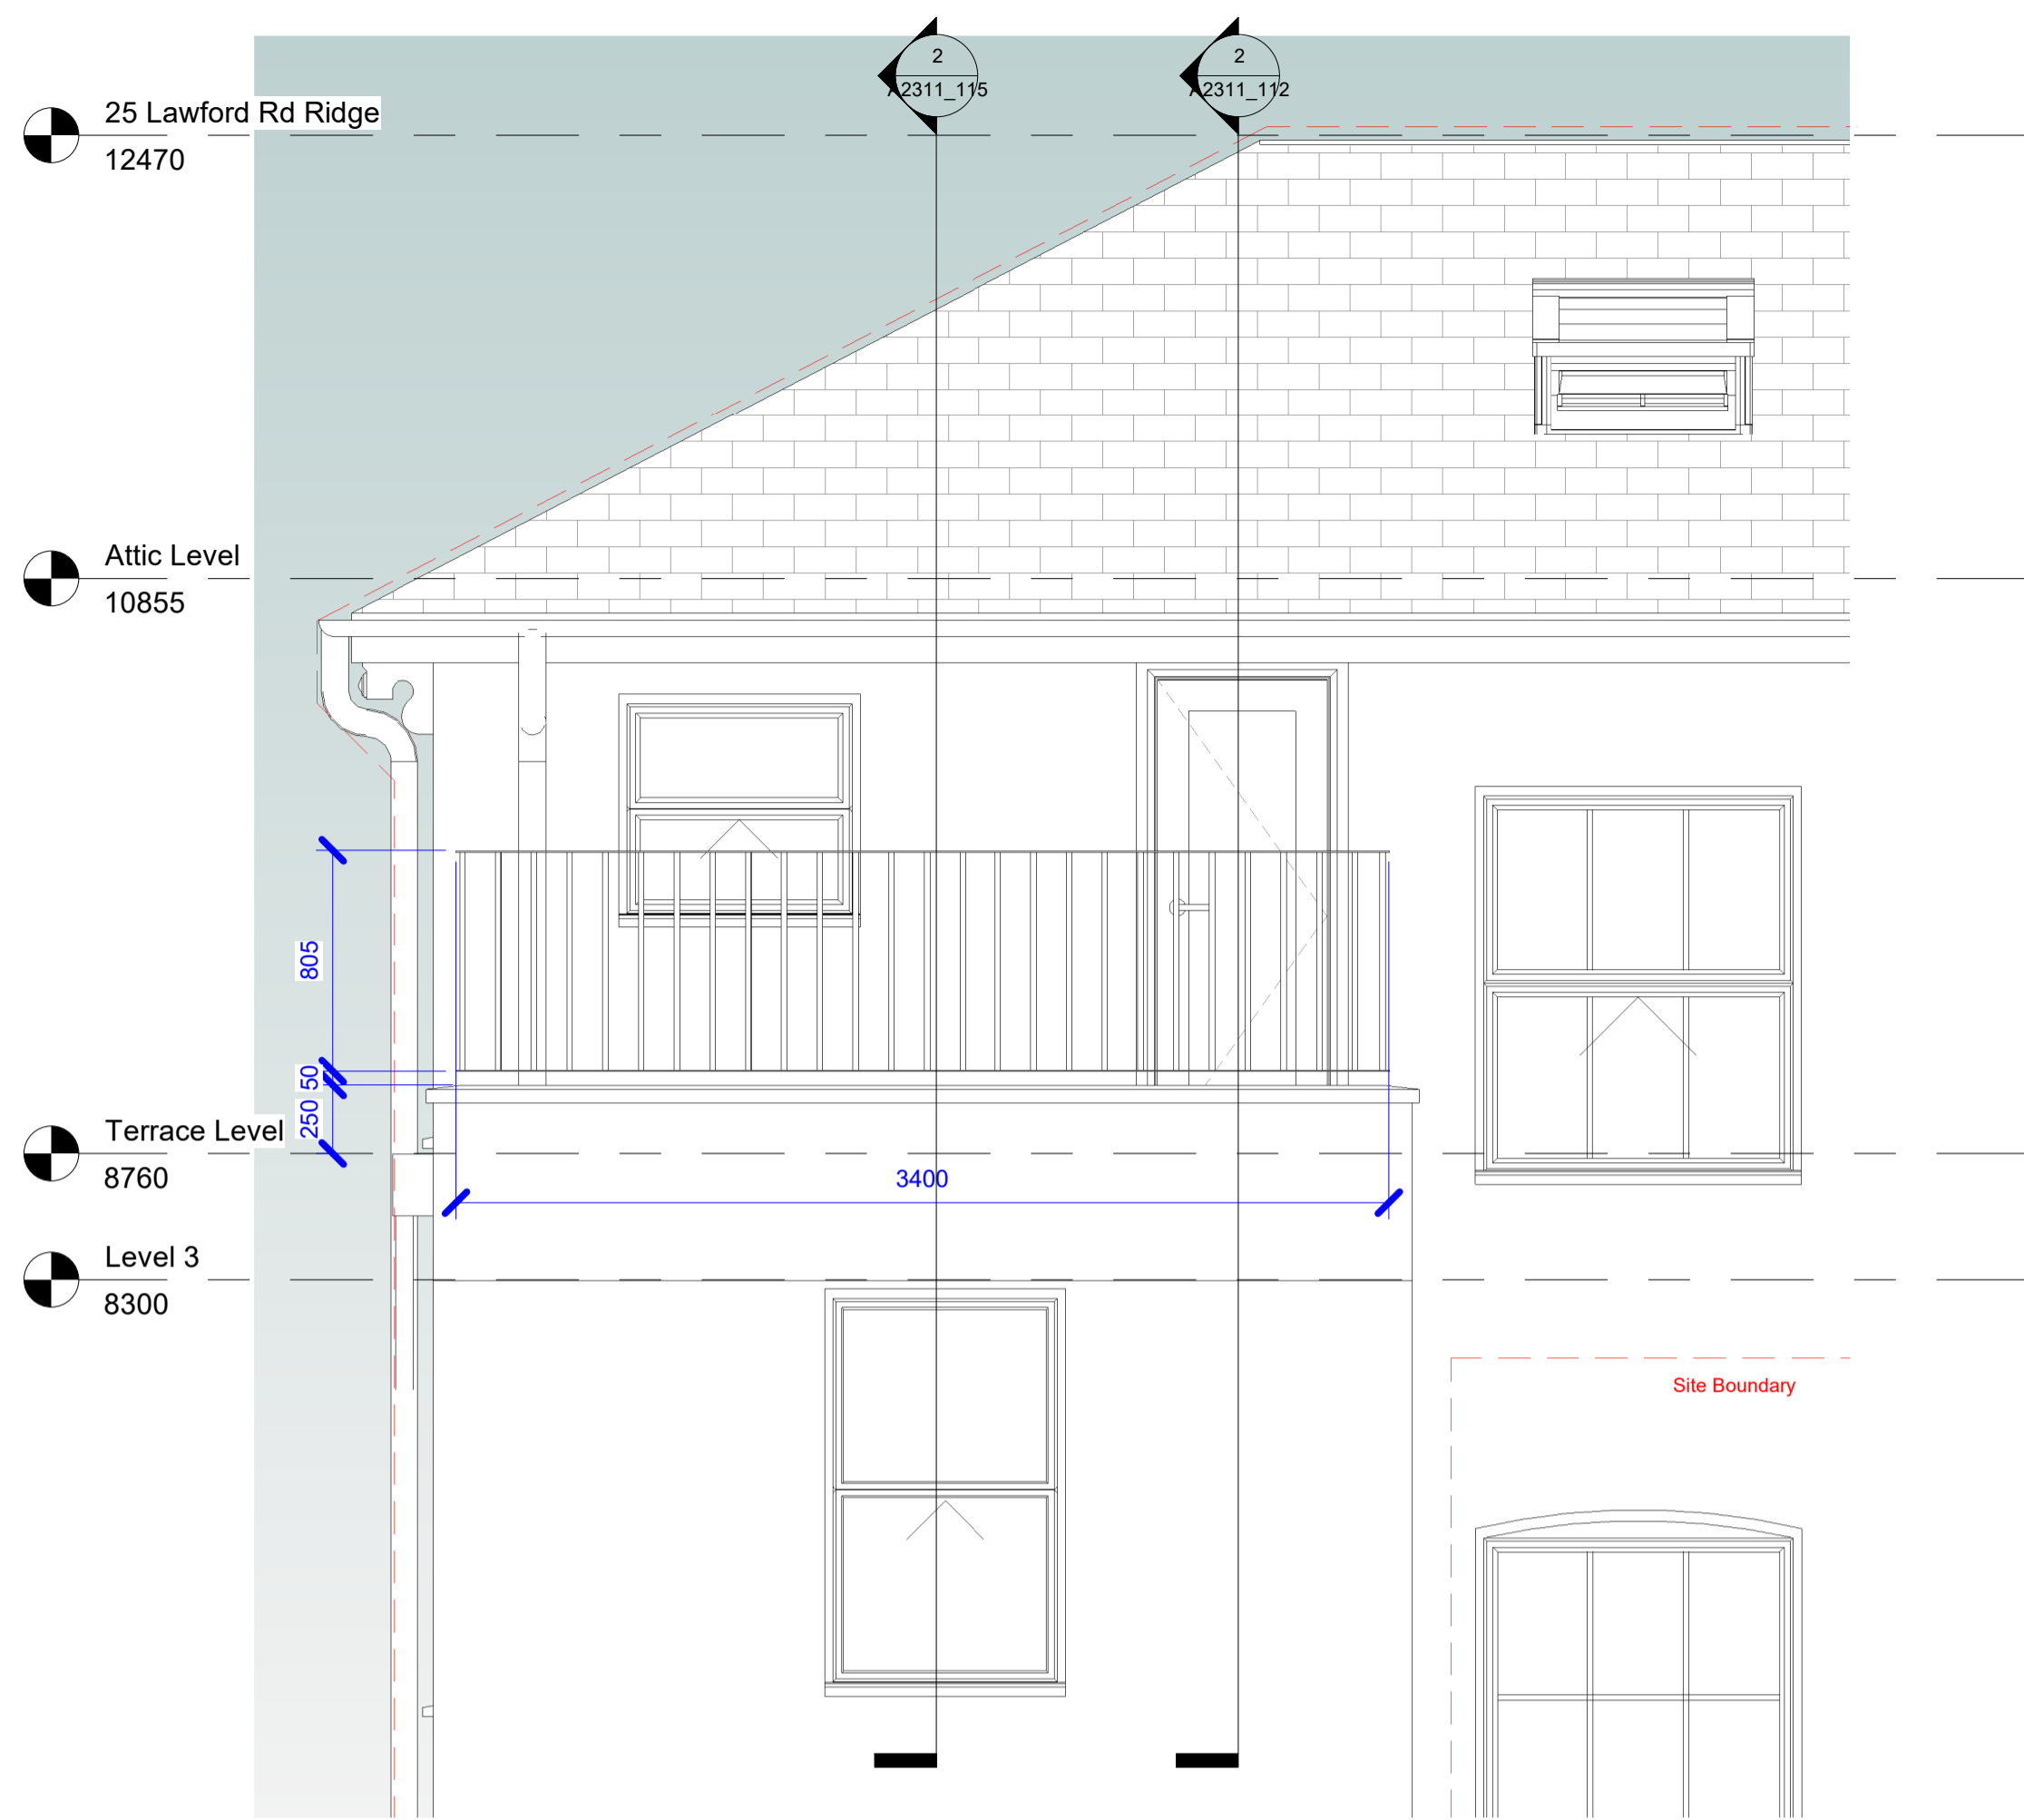 2
A2311_115
2
A2311_112
25 Lawford Rd Ridge
12470
Attic Level
10855
805
50
250
Terrace Level
8760
3400
Level 3
8300
Site Boundary